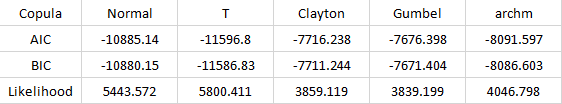 Copula Normal T Clayton Gumbel archm
AIC -10885.14 -11596.8 -7716.238 -7676.398 -8091.597
BIC -10880.15 -11586.83 -7711.244 -7671.404 -8086.603
Likelihood 5443.572 5800.411 3859.119 3839.199 4046.798